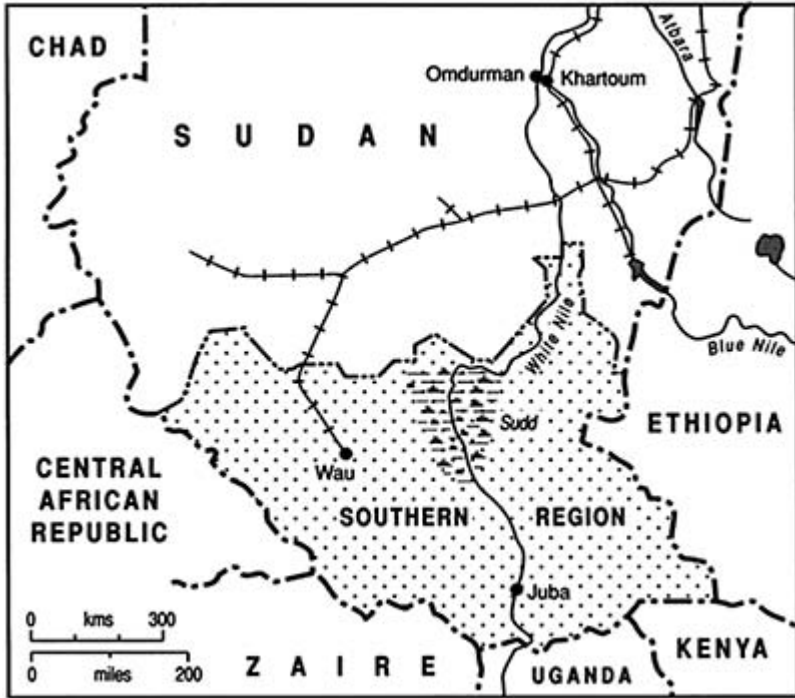 CHAD
Atbara
Omdurman
Khartoum
SUDAN
White Nile
Blue Nile
Sudd
ETHIOPIA
CENTRAL
AFRICAN
REPUBLIC
Wau
SOUTHERN REGION
Juba
0 kms 300
0 miles 200
ZAIRE
UGANDA
KENYA